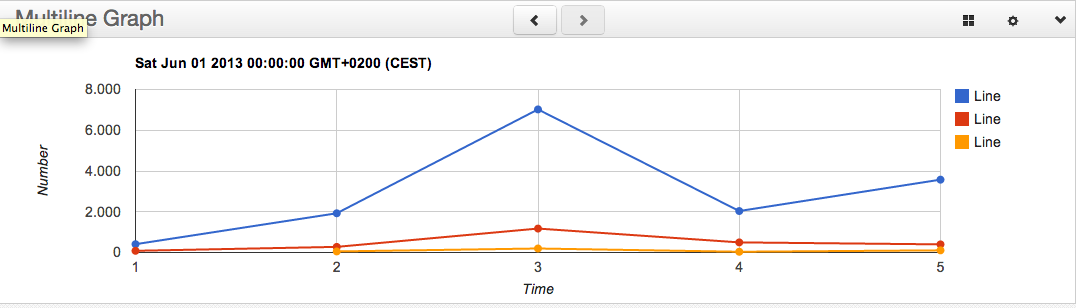 Multiline Graph
Multiline Graph
Sat Jun 01 2013 00:00:00 GMT+0200 (CEST)
8.000
6.000
4.000
2.000
0
Number
1
2
3
4
5
Time
Line
Line
Line